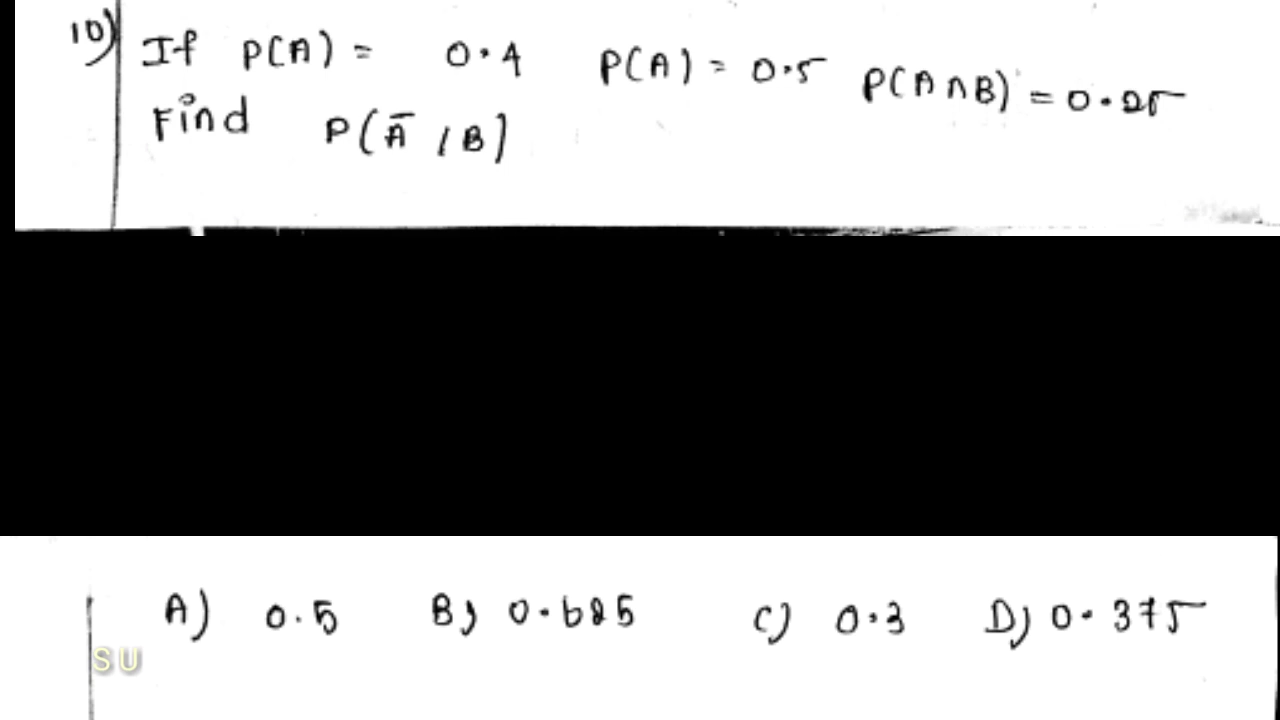 10) If P(A) = 0.4 P(A) = 0.5 P(A∩B) = 0.25
Find P(Ā / B)
A) 0.5 B) 0.625 C) 0.3 D) 0.375
SU